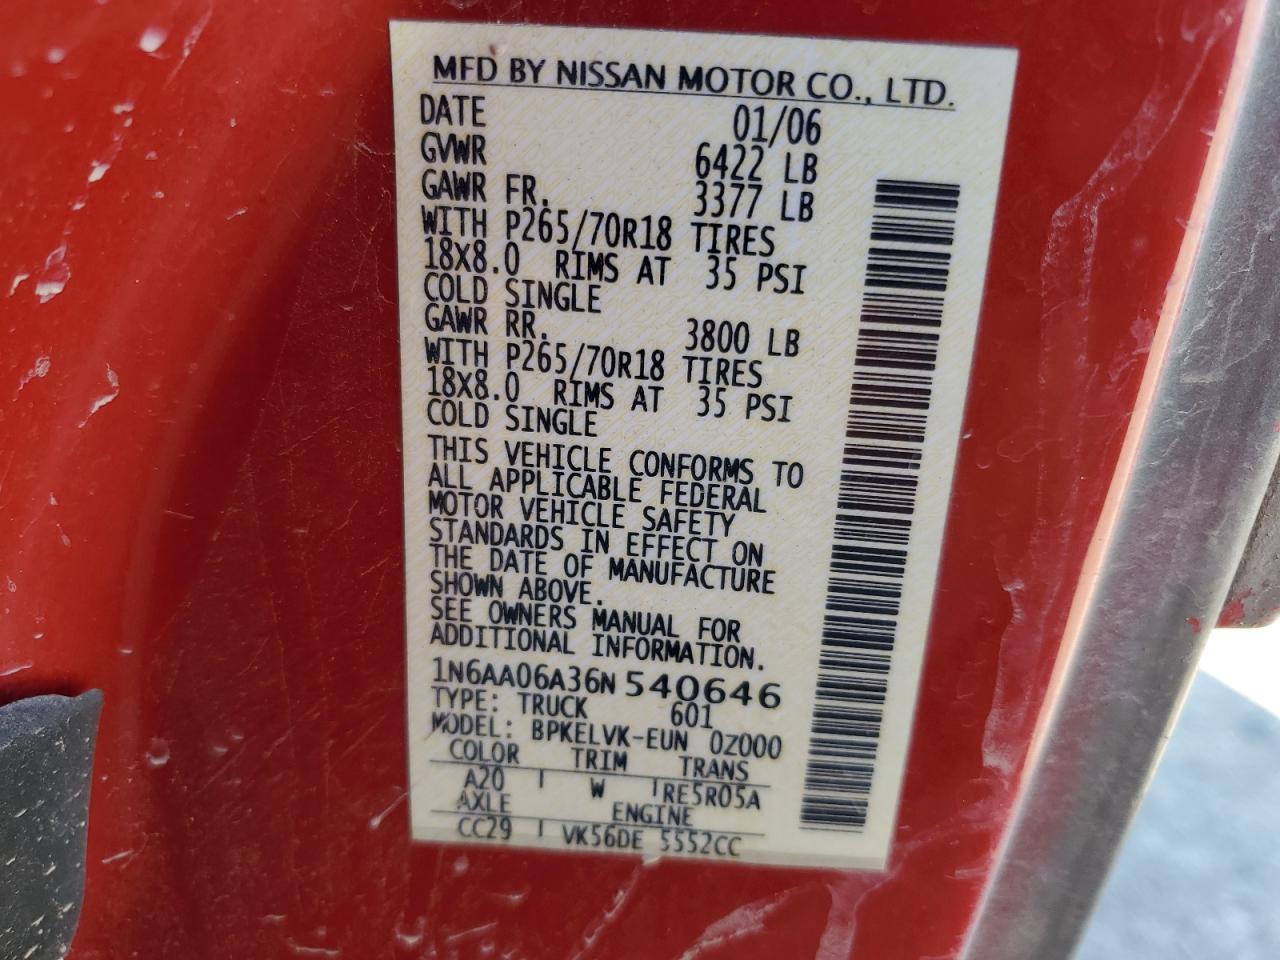 MFD BY NISSAN MOTOR CO., LTD.
DATE 01/06
GVWR 6422 LB
GAWR FR. 3377 LB
WITH P265/70R18 TIRES
18X8.0 RIMS AT 35 PSI
COLD SINGLE
GAWR RR. 3800 LB
WITH P265/70R18 TIRES
18X8.0 RIMS AT 35 PSI
COLD SINGLE
THIS VEHICLE CONFORMS TO
ALL APPLICABLE FEDERAL
MOTOR VEHICLE SAFETY
STANDARDS IN EFFECT ON
THE DATE OF MANUFACTURE
SHOWN ABOVE.
SEE OWNERS MANUAL FOR
ADDITIONAL INFORMATION.
1N6AA06A36N 540646
TYPE: TRUCK 601
MODEL: BPKELVK-EUN 0Z000
COLOR TRIM TRANS
A20 W RE5R05A
AXLE ENGINE
CC29 VK56DE 5552CC